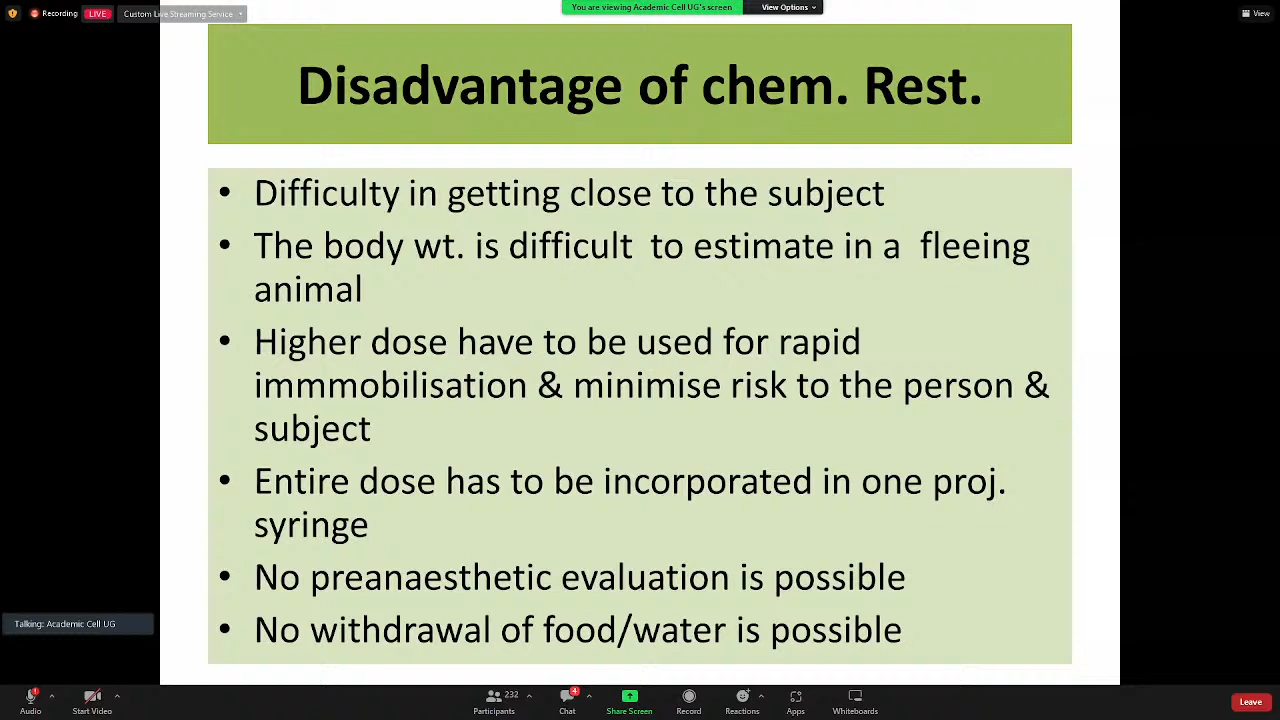 Recording
LIVE
Custom Live Streaming Service
You are viewing Academic Cell UG's screen
View Options
View
Disadvantage of chem. Rest.
• Difficulty in getting close to the subject
• The body wt. is difficult to estimate in a fleeing
animal
• Higher dose have to be used for rapid
immmobilisation & minimise risk to the person &
subject
• Entire dose has to be incorporated in one proj.
syringe
• No preanaesthetic evaluation is possible
• No withdrawal of food/water is possible
Talking: Academic Cell UG
232
4
Audio
Start Video
Participants
Chat
Share Screen
Record
Reactions
Apps
Whiteboards
Leave